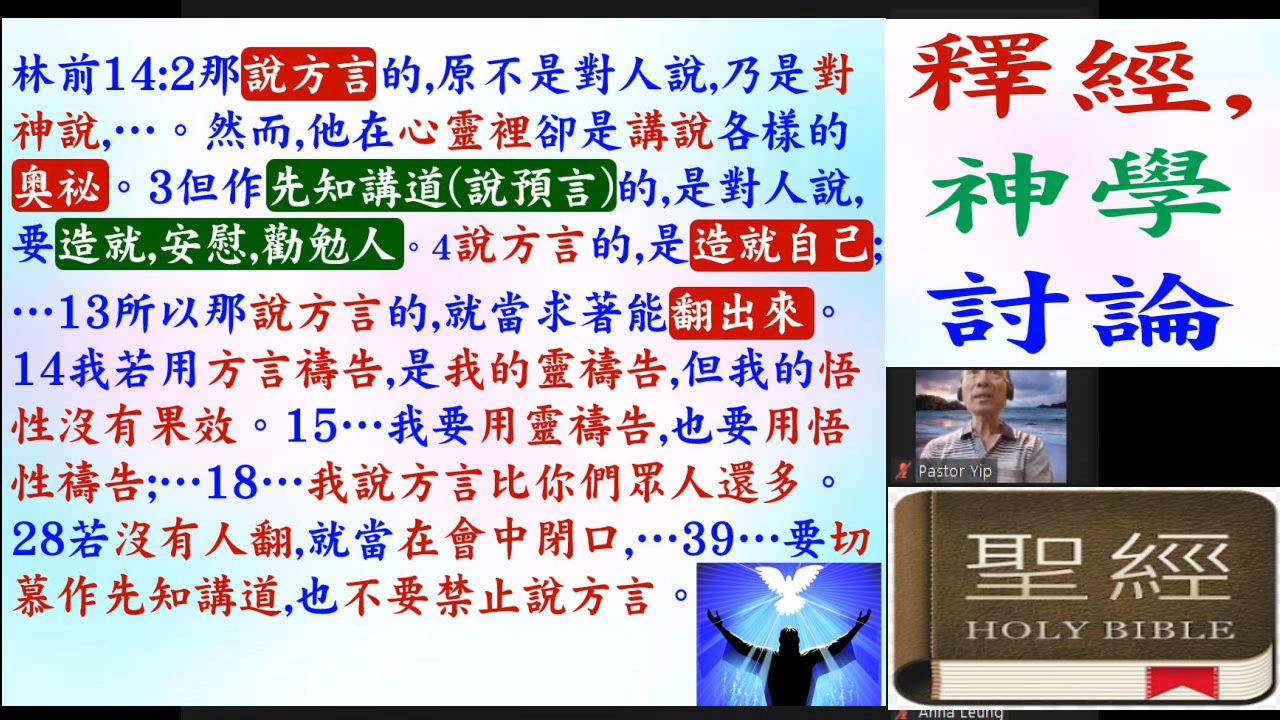 林前14:2那說方言的,原不是對人說,乃是對
神說,…。然而,他在心靈裡卻是講說各樣的
奧祕。3但作先知講道(說預言)的,是對人說,
要造就,安慰,勸勉人。4說方言的,是造就自己;
…13所以那說方言的,就當求著能翻出來。
14我若用方言禱告,是我的靈禱告,但我的悟
性沒有果效。15…我要用靈禱告,也要用悟
性禱告;…18…我說方言比你們眾人還多。
28若沒有人翻,就當在會中閉口,…39…要切
慕作先知講道,也不要禁止說方言。
釋經,
神學
討論
Pastor Yip
聖經
HOLY BIBLE
Anna Leung